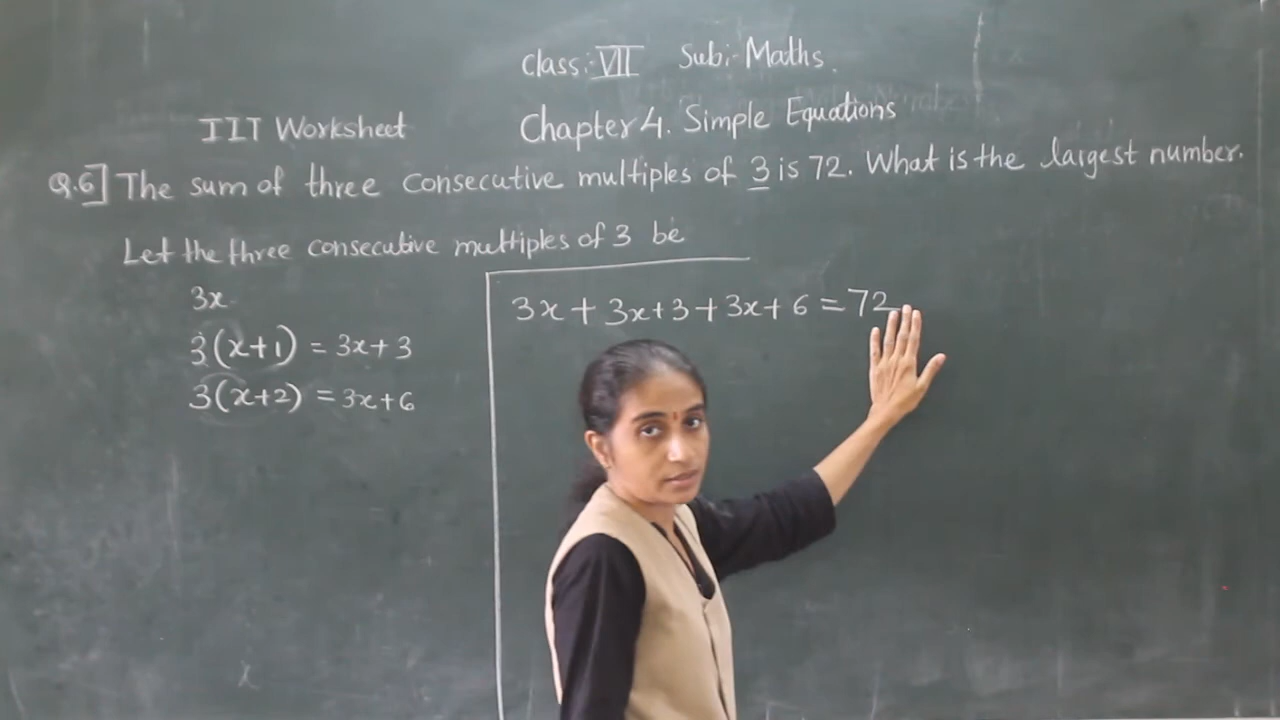 Class:- VII Sub:- Maths
IIT Worksheet Chapter 4. Simple Equations
Q.6] The sum of three consecutive multiples of 3 is 72. What is the largest number.
Let the three consecutive multiples of 3 be
3x
3(x+1) = 3x+3
3(x+2) = 3x+6
3x + 3x+3 + 3x+ 6 = 72